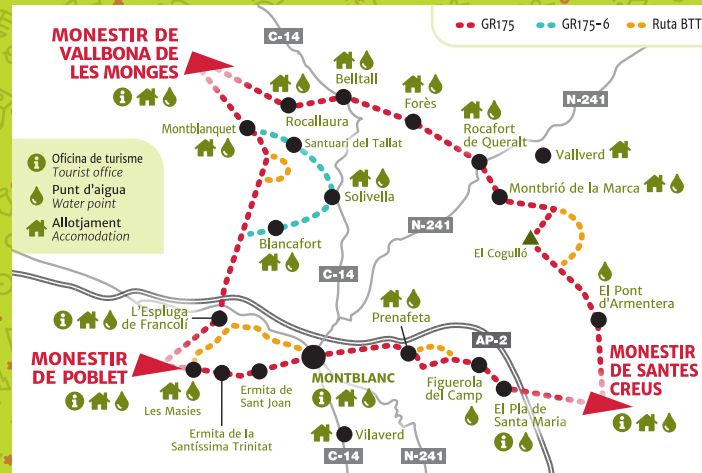 GR175
GR175-6
Ruta BTT
MONESTIR DE
VALLBONA DE
LES MONGES
C-14
Belltall
Rocallaura
Forès
N-241
Rocafort
de Queralt
Vallverd
Montblanquet
Santuari del Tallat
Oficina de turisme
Tourist office
Punt d'aigua
Water point
Allotjament
Accomodation
Solivella
Montbrió de la Marca
Blancafort
N-241
El Cogulló
C-14
El Pont
d'Armentera
L'Espluga
de Francolí
Prenafeta
AP-2
MONESTIR
DE POBLET
MONTBLANC
MONESTIR
DE SANTES
CREUS
Les Masies
Ermita de
Sant Joan
Figuerola
del Camp
El Pla de
Santa Maria
Ermita de la
Santíssima Trinitat
Vilaverd
C-14
N-241